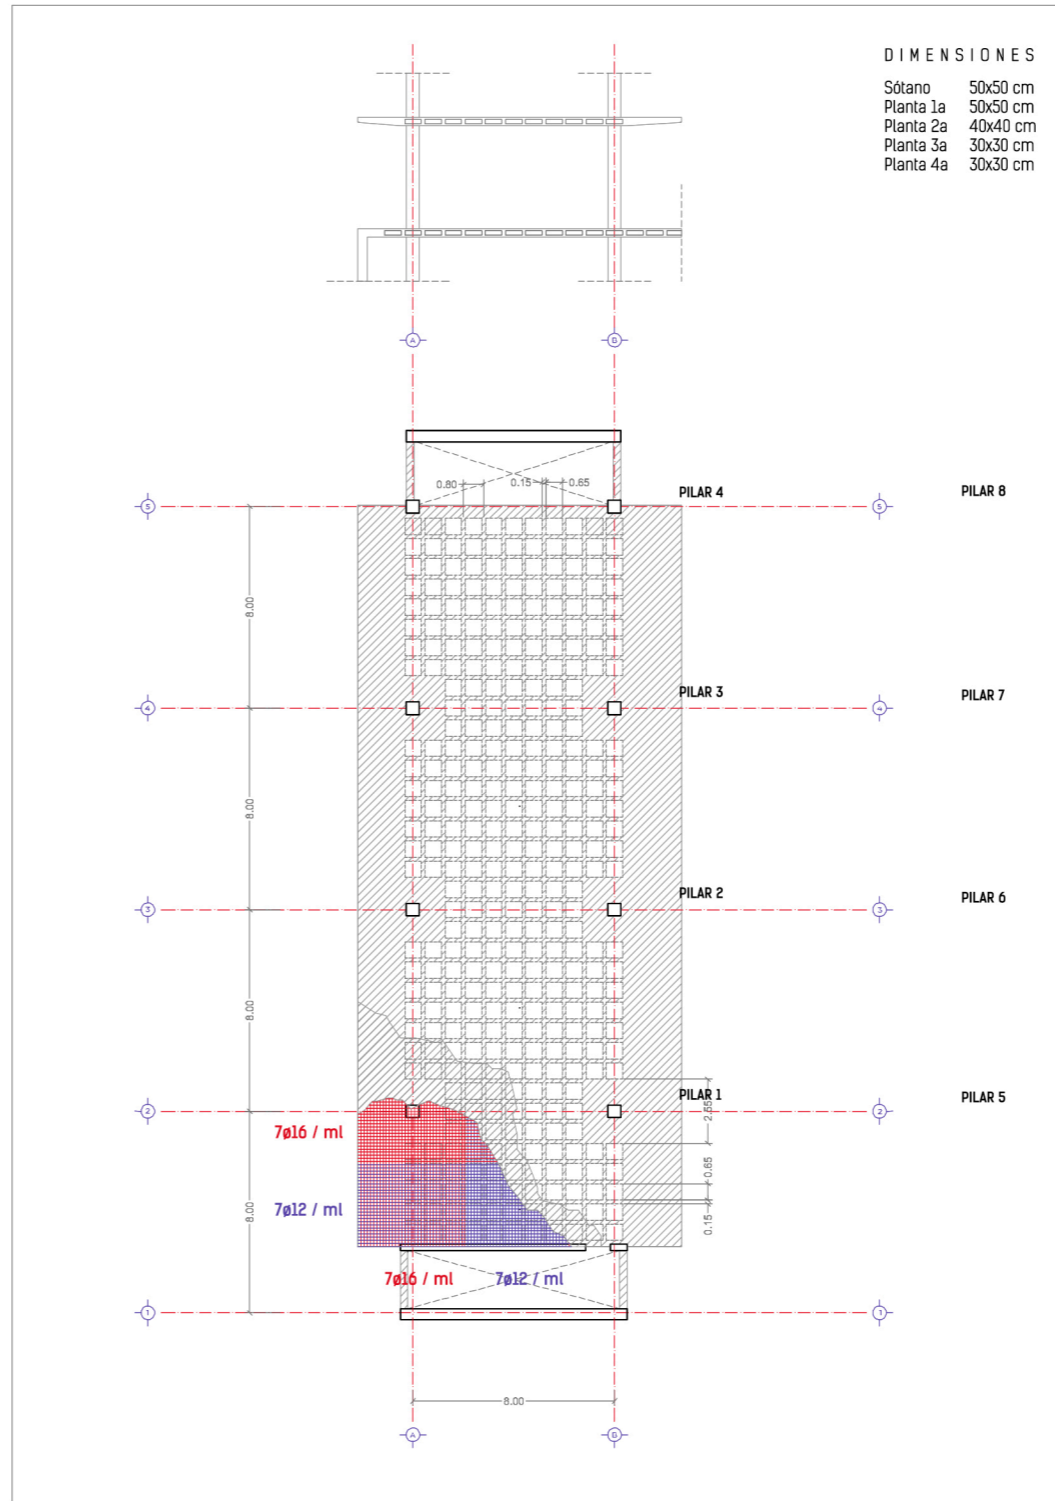 DIMENSIONES
Sótano 50x50 cm
Planta 1a 50x50 cm
Planta 2a 40x40 cm
Planta 3a 30x30 cm
Planta 4a 30x30 cm
A B
0.80 0.15 0.65
PILAR 4 PILAR 8
5 5
8.00
PILAR 3 PILAR 7
4 4
8.00
PILAR 2 PILAR 6
3 3
8.00
PILAR 1 PILAR 5
2 2
2.55
7ø16 / ml
0.65
7ø12 / ml
8.00
0.15
7ø16 / ml 7ø12 / ml
1 1
8.00
A B